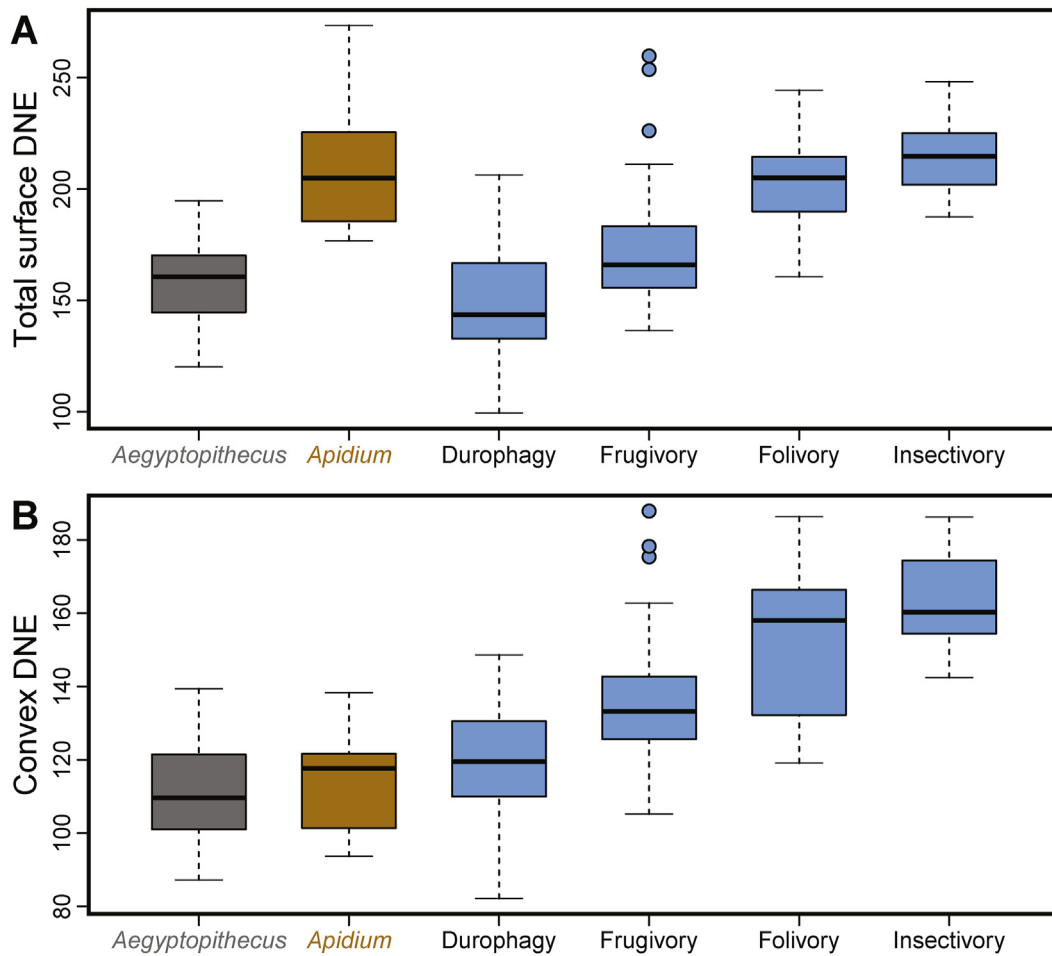 A
Total surface DNE
250
200
150
100
Aegyptopithecus Apidium Durophagy Frugivory Folivory Insectivory
B
Convex DNE
180
160
140
120
100
80
Aegyptopithecus Apidium Durophagy Frugivory Folivory Insectivory